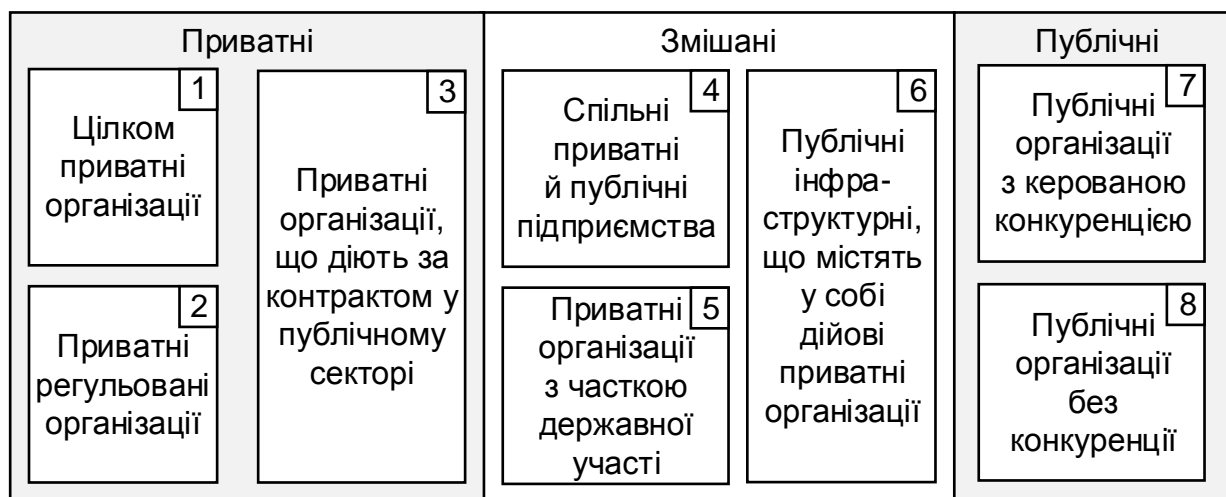 Приватні
1
Цілком
приватні
організації
2
Приватні
регульовані
організації
3
Приватні
організації,
що діють за
контрактом у
публічному
секторі
Змішані
4
Спільні
приватні
й публічні
підприємства
5
Приватні
організації
з часткою
державної
участі
6
Публічні
інфра-
структурні,
що містять
у собі
дійові
приватні
організації
Публічні
7
Публічні
організації
з керованою
конкуренцією
8
Публічні
організації
без
конкуренції